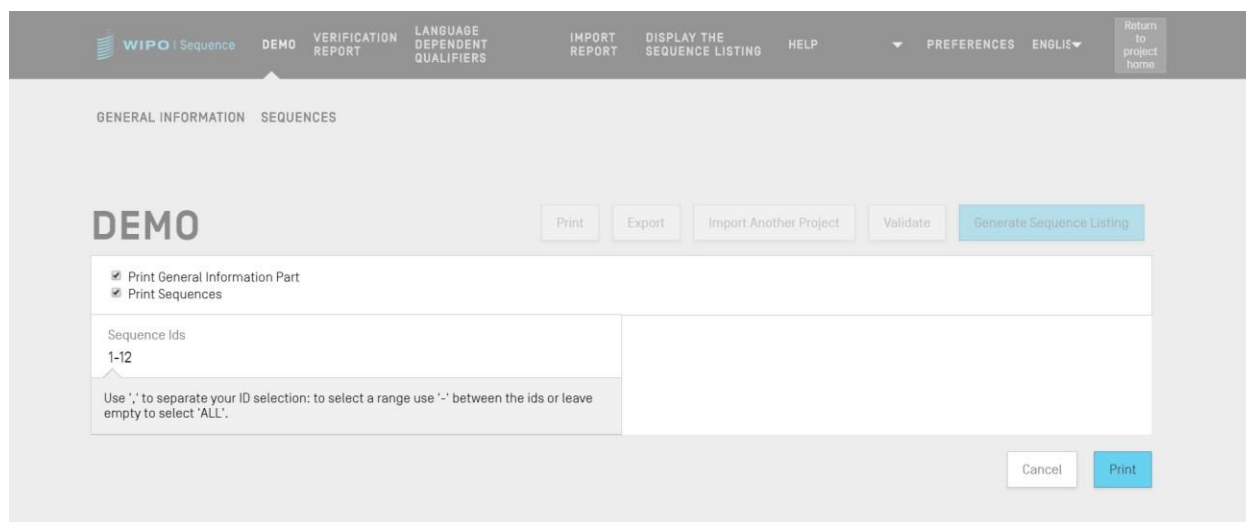 WIPO | Sequence
DEMO
VERIFICATION
REPORT
LANGUAGE
DEPENDENT
QUALIFIERS
IMPORT
REPORT
DISPLAY THE
SEQUENCE LISTING
HELP
PREFERENCES
ENGLIS
Return
to
project
home
GENERAL INFORMATION SEQUENCES
DEMO
Print
Export
Import Another Project
Validate
Generate Sequence Listing
Print General Information Part
Print Sequences
Sequence Ids
1-12
Use ',' to separate your ID selection: to select a range use '-' between the ids or leave
empty to select 'ALL'.
Cancel
Print